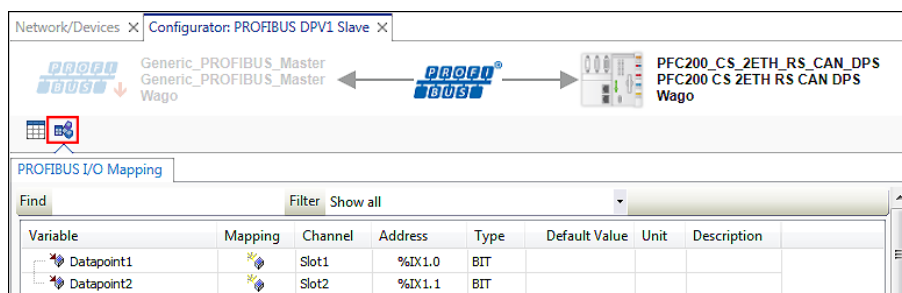 Network/Devices Configurator: PROFIBUS DPV1 Slave
PROFI BUS Generic_PROFIBUS_Master PROFI® BUS PFC200_CS_2ETH_RS_CAN_DPS
Generic_PROFIBUS_Master PFC200 CS 2ETH RS CAN DPS
Wago Wago
PROFIBUS I/O Mapping
Find Filter Show all
Variable Mapping Channel Address Type Default Value Unit Description
Datapoint1 Slot1 %IX1.0 BIT
Datapoint2 Slot2 %IX1.1 BIT